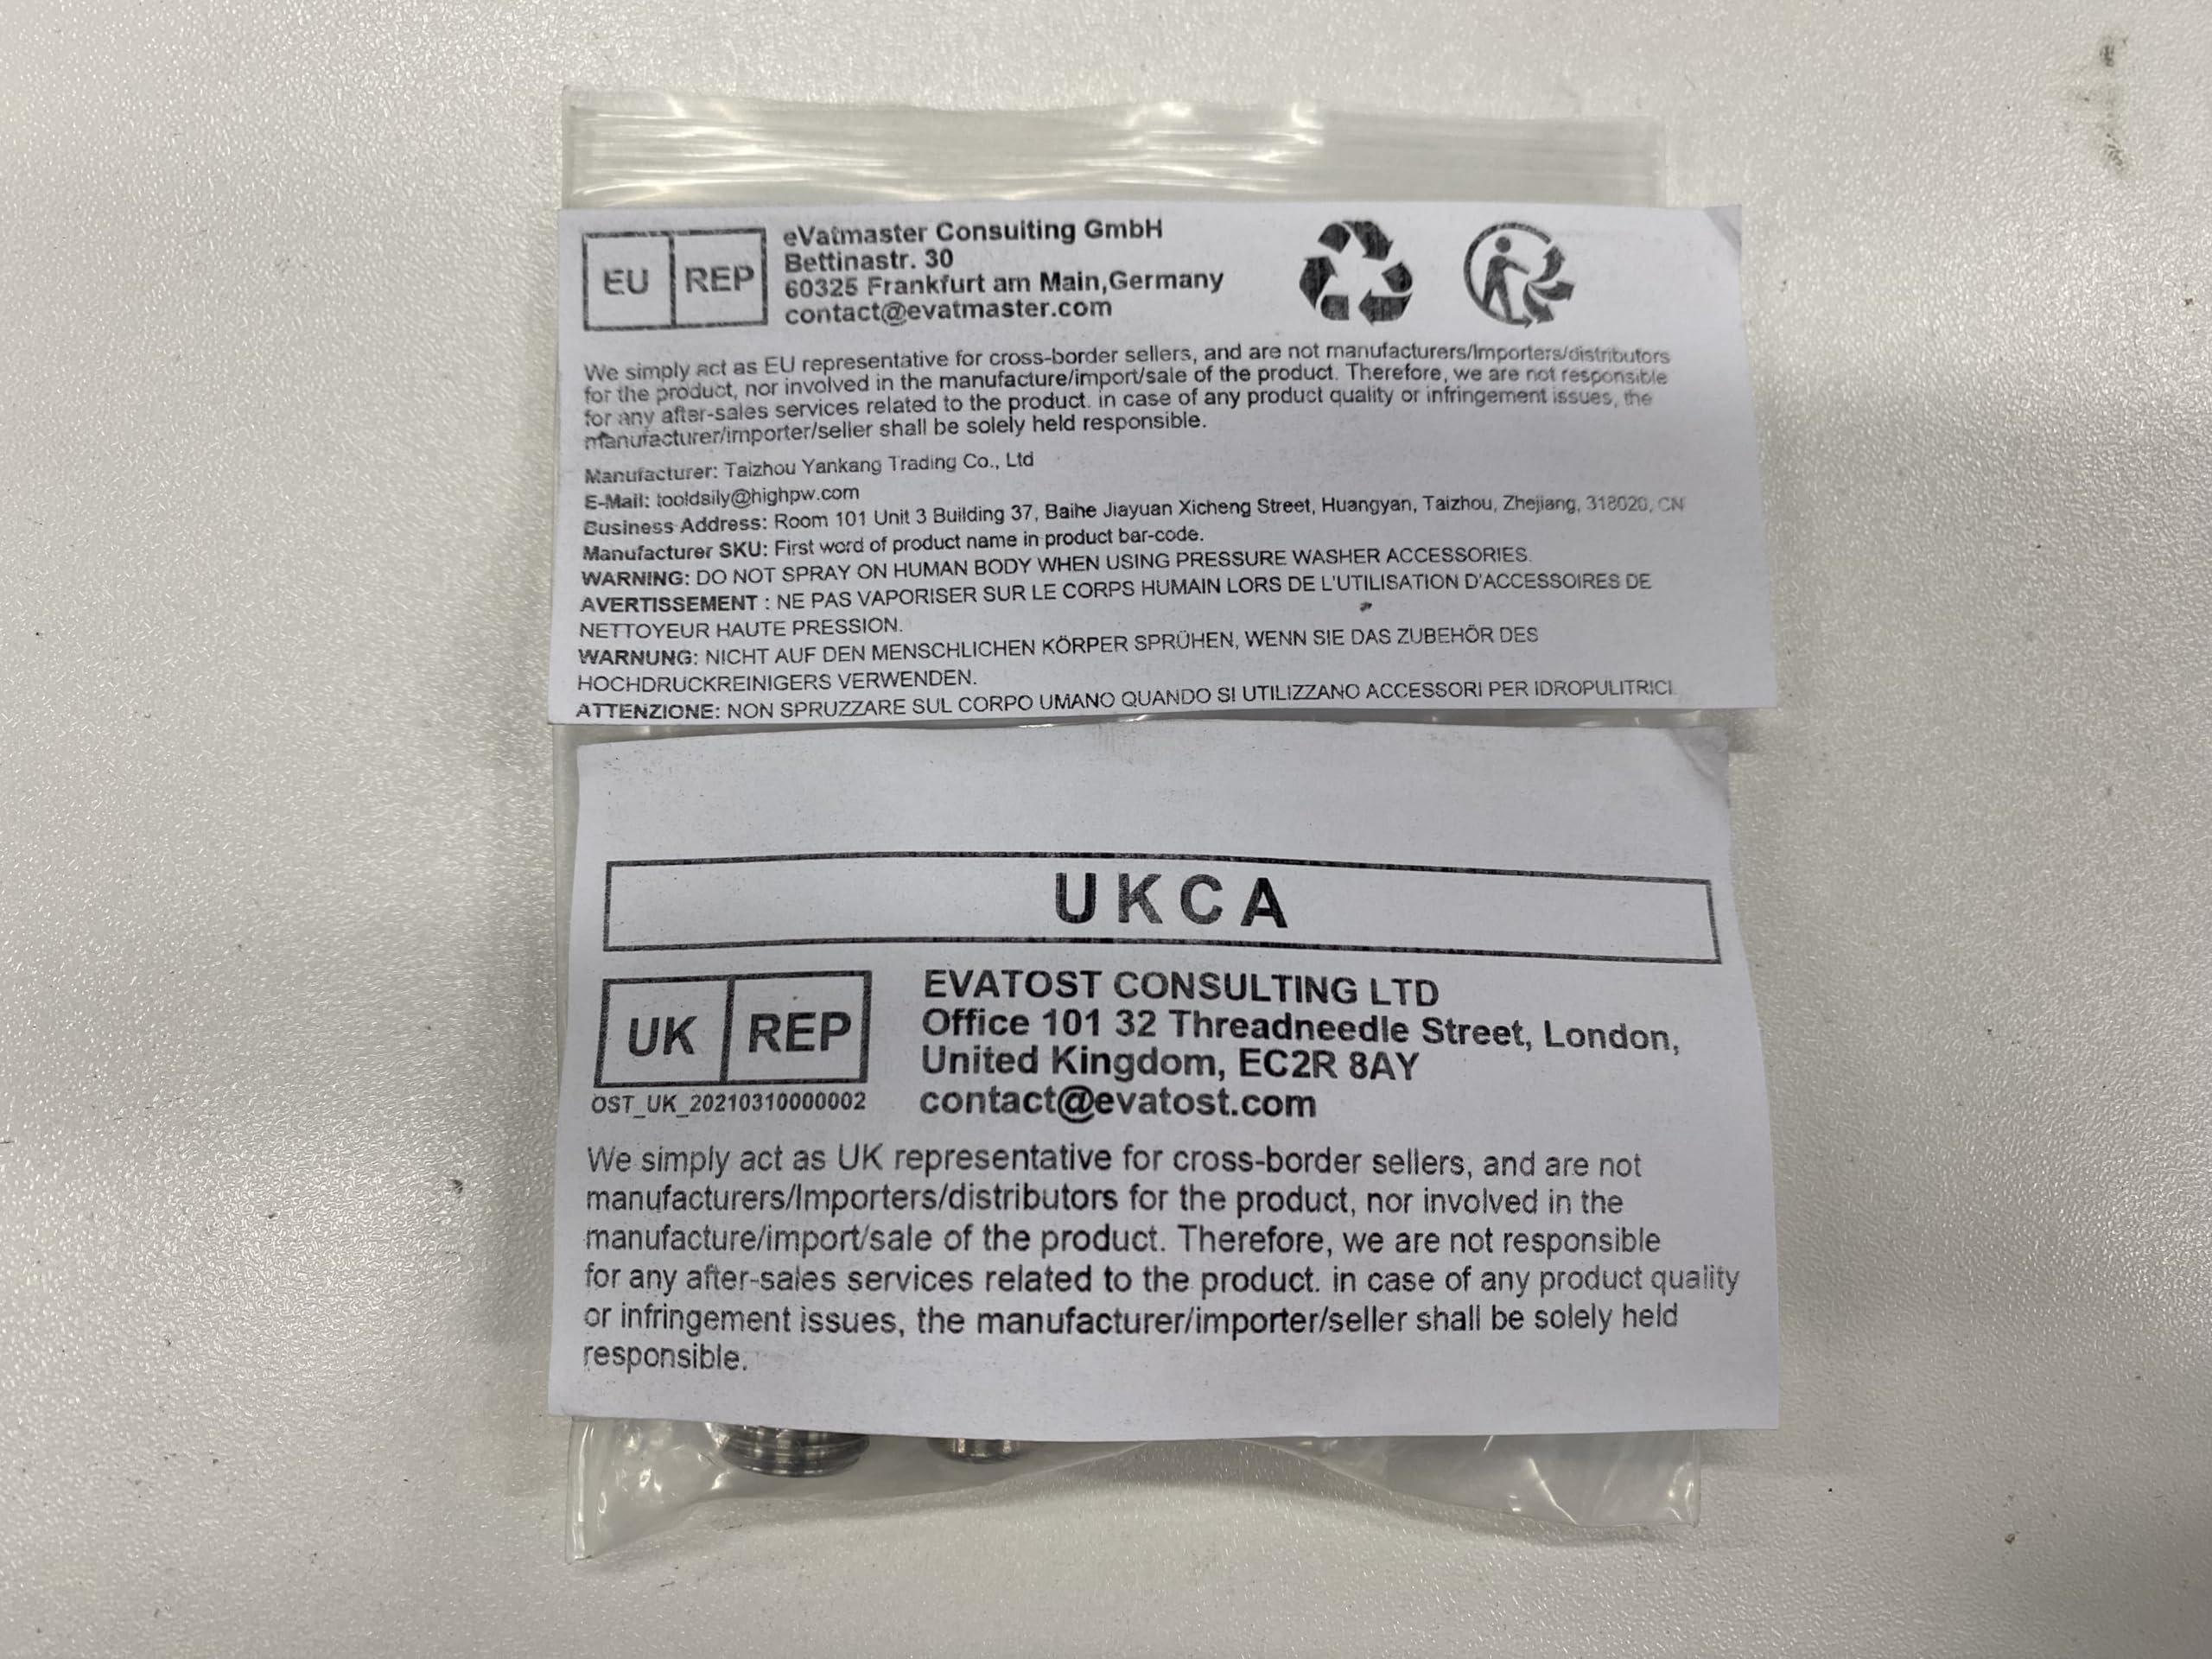 EU REP
eVatmaster Consulting GmbH
Bettinastr. 30
60325 Frankfurt am Main,Germany
contact@evatmaster.com
We simply act as EU representative for cross-border sellers, and are not manufacturers/Importers/distributors
for the product, nor involved in the manufacture/import/sale of the product. Therefore, we are not responsible
for any after-sales services related to the product. in case of any product quality or infringement issues, the
manufacturer/importer/seller shall be solely held responsible.
Manufacturer: Taizhou Yankang Trading Co., Ltd
E-Mail: tooldaily@highpw.com
Business Address: Room 101 Unit 3 Building 37, Baihe Jiayuan Xicheng Street, Huangyan, Taizhou, Zhejiang, 318020, CN
Manufacturer SKU: First word of product name in product bar-code.
WARNING: DO NOT SPRAY ON HUMAN BODY WHEN USING PRESSURE WASHER ACCESSORIES.
AVERTISSEMENT : NE PAS VAPORISER SUR LE CORPS HUMAIN LORS DE L'UTILISATION D'ACCESSOIRES DE
NETTOYEUR HAUTE PRESSION.
WARNUNG: NICHT AUF DEN MENSCHLICHEN KÖRPER SPRÜHEN, WENN SIE DAS ZUBEHÖR DES
HOCHDRUCKREINIGERS VERWENDEN.
ATTENZIONE: NON SPRUZZARE SUL CORPO UMANO QUANDO SI UTILIZZANO ACCESSORI PER IDROPULITRICI
UKCA
UK REP
OST_UK_20210310000002
EVATOST CONSULTING LTD
Office 101 32 Threadneedle Street, London,
United Kingdom, EC2R 8AY
contact@evatost.com
We simply act as UK representative for cross-border sellers, and are not
manufacturers/Importers/distributors for the product, nor involved in the
manufacture/import/sale of the product. Therefore, we are not responsible
for any after-sales services related to the product. in case of any product quality
or infringement issues, the manufacturer/importer/seller shall be solely held
responsible.